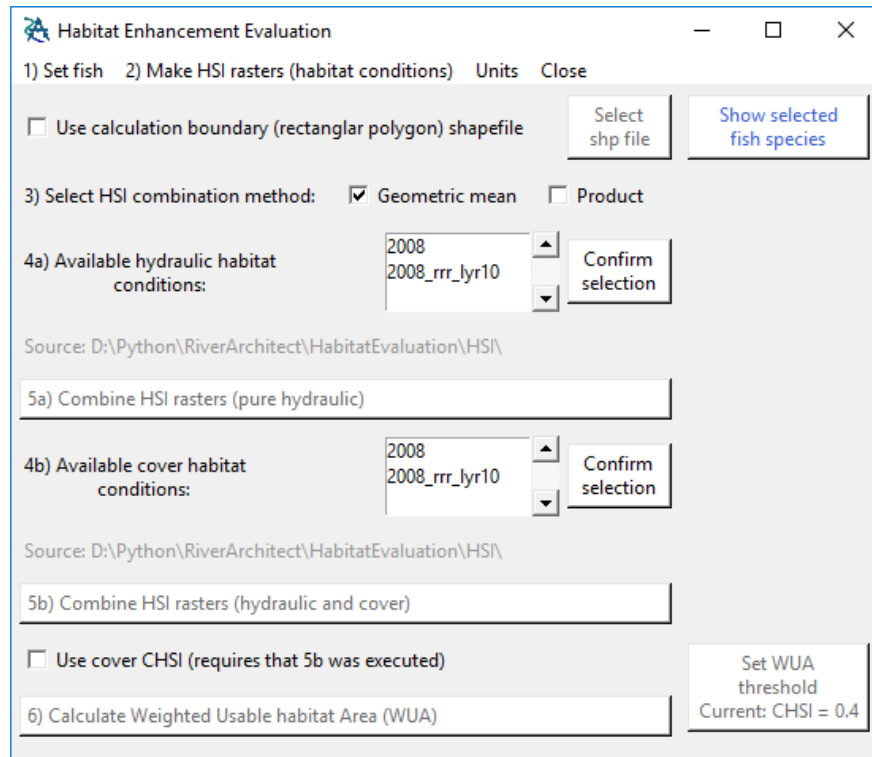 Habitat Enhancement Evaluation
1) Set fish 2) Make HSI rasters (habitat conditions) Units Close
Use calculation boundary (rectanglar polygon) shapefile
Select
shp file
Show selected
fish species
3) Select HSI combination method: Geometric mean Product
4a) Available hydraulic habitat
conditions:
2008
2008_rrr_lyr10
Confirm
selection
Source: D:\Python\RiverArchitect\HabitatEvaluation\HSI\
5a) Combine HSI rasters (pure hydraulic)
4b) Available cover habitat
conditions:
2008
2008_rrr_lyr10
Confirm
selection
Source: D:\Python\RiverArchitect\HabitatEvaluation\HSI\
5b) Combine HSI rasters (hydraulic and cover)
Use cover CHSI (requires that 5b was executed)
6) Calculate Weighted Usable habitat Area (WUA)
Set WUA
threshold
Current: CHSI = 0.4